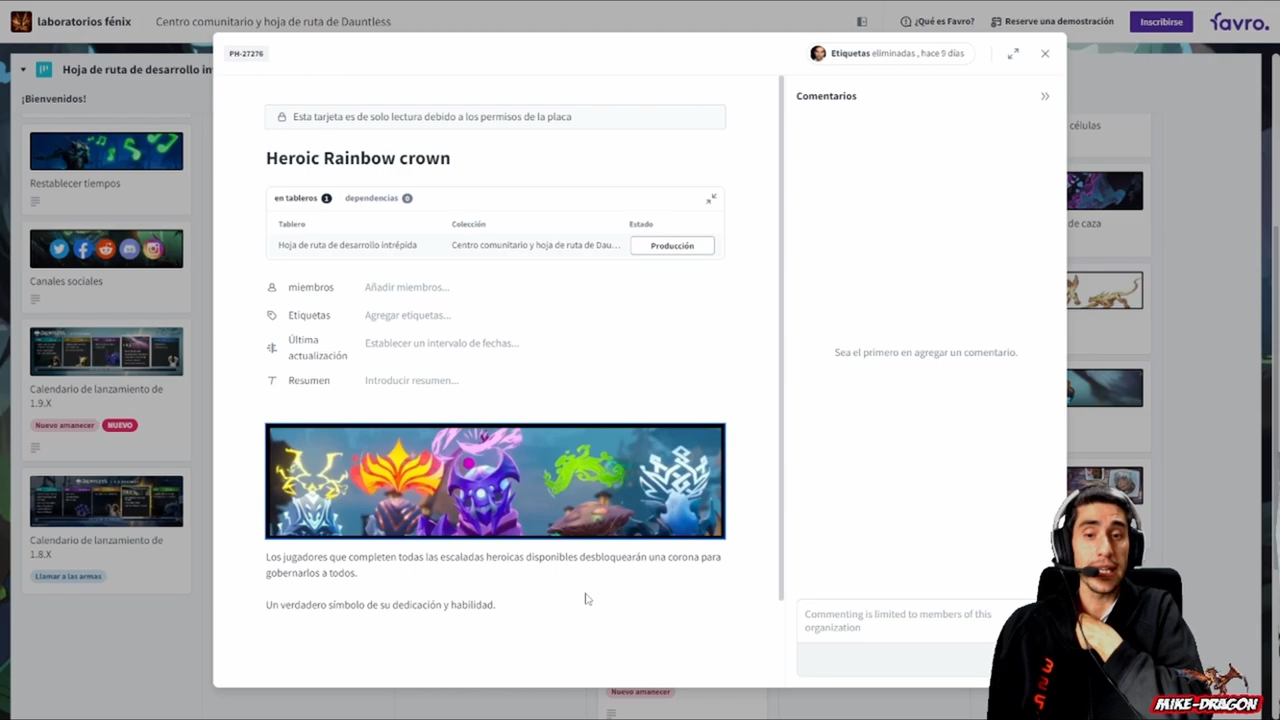 laboratorios fénix
Centro comunitario y hoja de ruta de Dauntless
¿Qué es Favro?
Reserve una demostración
Inscribirse
favro.
Hoja de ruta de desarrollo int
¡Bienvenidos!
Restablecer tiempos
Canales sociales
Calendario de lanzamiento de
1.9.X
Nuevo amanecer
NUEVO
Calendario de lanzamiento de
1.8.X
Llamar a las armas
PH-27276
Etiquetas eliminadas , hace 9 días
Esta tarjeta es de solo lectura debido a los permisos de la placa
Heroic Rainbow crown
en tableros 1
dependencias 0
Tablero
Colección
Estado
Hoja de ruta de desarrollo intrépida
Centro comunitario y hoja de ruta de Dau...
Producción
miembros
Añadir miembros...
Etiquetas
Agregar etiquetas...
Última
actualización
Establecer un intervalo de fechas...
Resumen
Introducir resumen...
Los jugadores que completen todas las escaladas heroicas disponibles desbloquearán una corona para
gobernarlos a todos.
Un verdadero símbolo de su dedicación y habilidad.
Comentarios
Sea el primero en agregar un comentario.
Commenting is limited to members of this
organization
células
de caza
Nuevo amanecer
MIKE-DRAGON